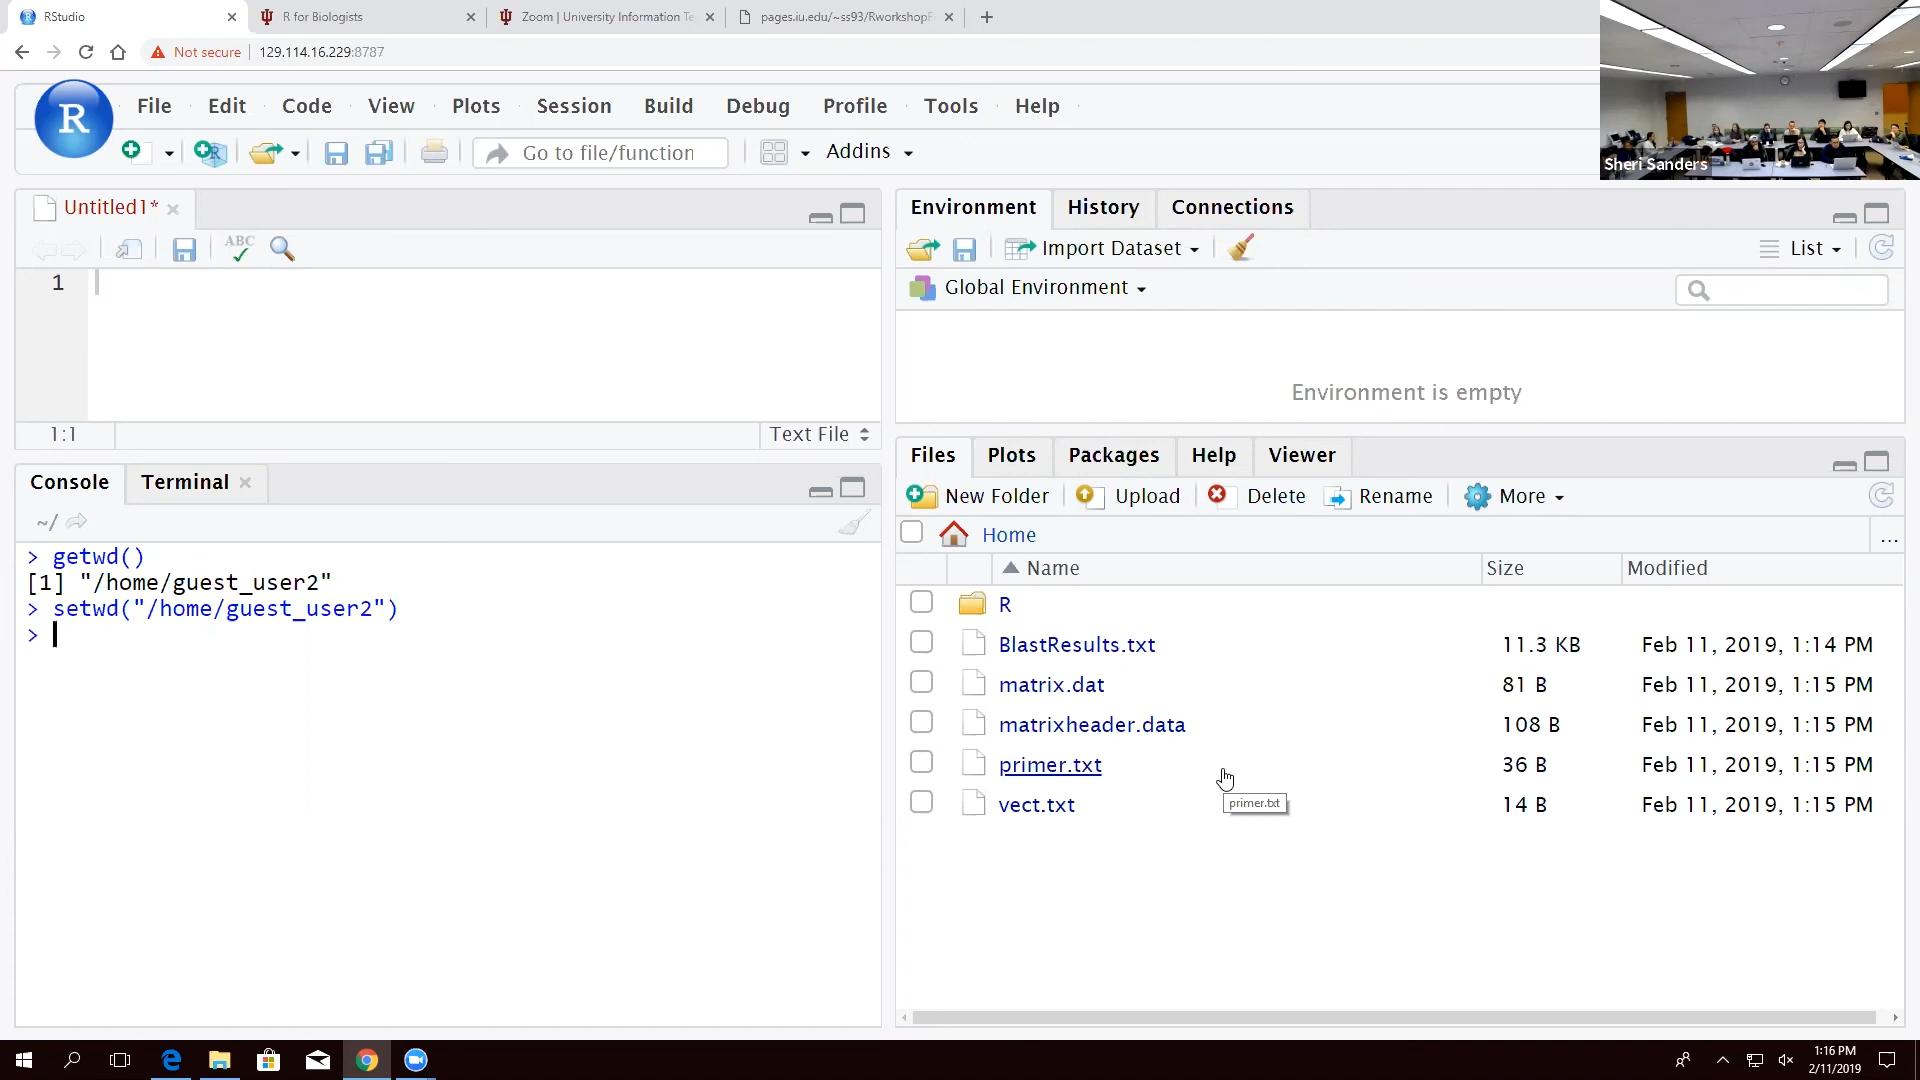 RStudio
R for Biologists
Zoom | University Information Te
pages.iu.edu/~ss93/RworkshopF
Not secure
129.114.16.229:8787
Sheri Sanders
R
File
Edit
Code
View
Plots
Session
Build
Debug
Profile
Tools
Help
Go to file/function
Addins
Untitled1*
ABC
1
1:1
Text File
Environment
History
Connections
Import Dataset
List
Global Environment
Environment is empty
Console
Terminal
~/
> getwd()
[1] "/home/guest_user2"
> setwd("/home/guest_user2")
>
Files
Plots
Packages
Help
Viewer
New Folder
Upload
Delete
Rename
More
Home
...
Name
Size
Modified
R
BlastResults.txt 11.3 KB Feb 11, 2019, 1:14 PM
matrix.dat 81 B Feb 11, 2019, 1:15 PM
matrixheader.data 108 B Feb 11, 2019, 1:15 PM
primer.txt 36 B Feb 11, 2019, 1:15 PM
primer.txt
vect.txt 14 B Feb 11, 2019, 1:15 PM
1:16 PM
2/11/2019